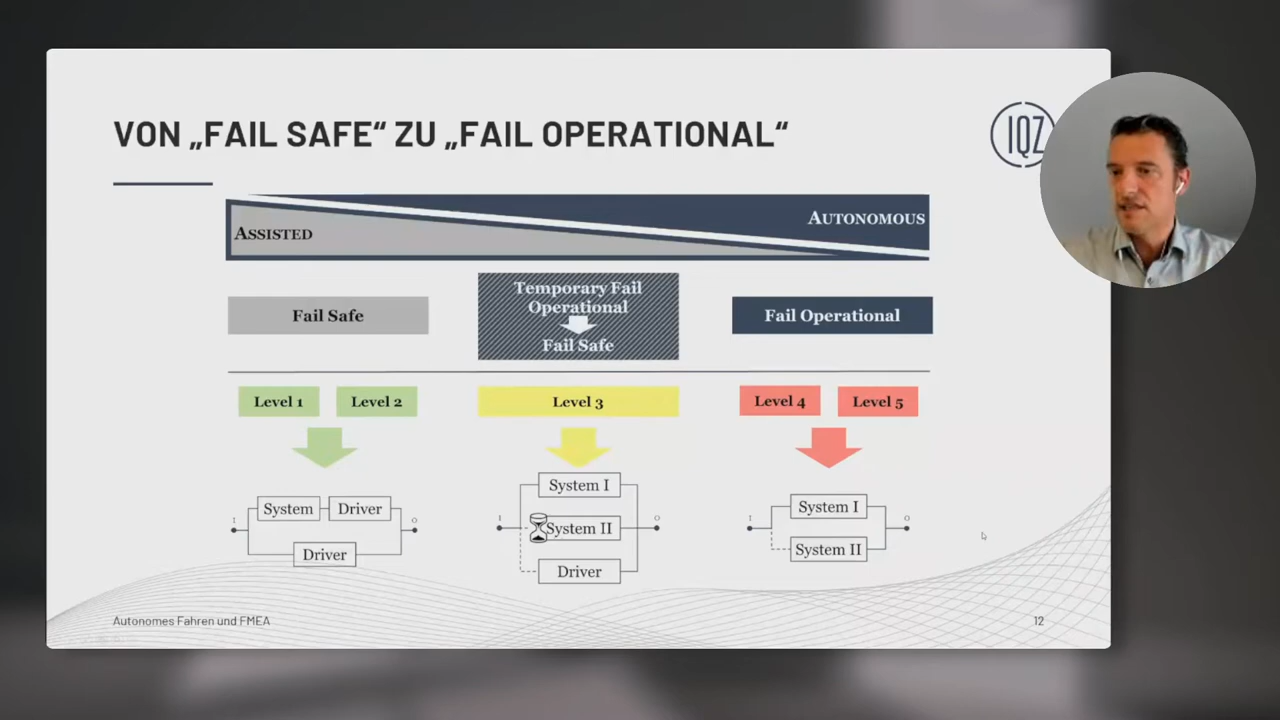 VON „FAIL SAFE“ ZU „FAIL OPERATIONAL“
IQZ
ASSISTED
AUTONOMOUS
Fail Safe
Temporary Fail
Operational
Fail Safe
Fail Operational
Level 1
Level 2
Level 3
Level 4
Level 5
I
System
Driver
O
Driver
I
System I
System II
O
Driver
I
System I
O
System II
Autonomes Fahren und FMEA
12